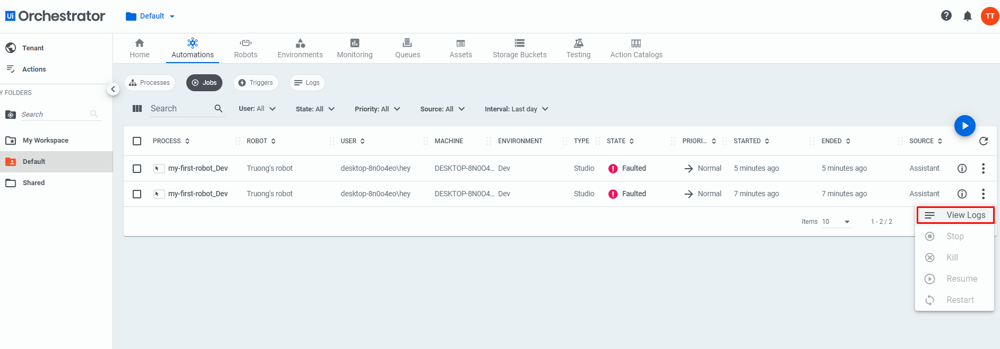 Ui Orchestrator
Default
TT
Tenant
Actions
Y FOLDERS
Search
My Workspace
Default
Shared
Home Automations Robots Environments Monitoring Queues Assets Storage Buckets Testing Action Catalogs
Processes Jobs Triggers Logs
Search User: All State: All Priority: All Source: All Interval: Last day
PROCESS ROBOT USER MACHINE ENVIRONMENT TYPE STATE PRIORI... STARTED ENDED SOURCE
my-first-robot_Dev Truong's robot desktop-8n0o4eo\hey DESKTOP-8N0O4... Dev Studio Faulted Normal 5 minutes ago 5 minutes ago Assistant
my-first-robot_Dev Truong's robot desktop-8n0o4eo\hey DESKTOP-8N0O4... Dev Studio Faulted Normal 7 minutes ago 7 minutes ago Assistant
Items 10 1 - 2 / 2
View Logs
Stop
Kill
Resume
Restart